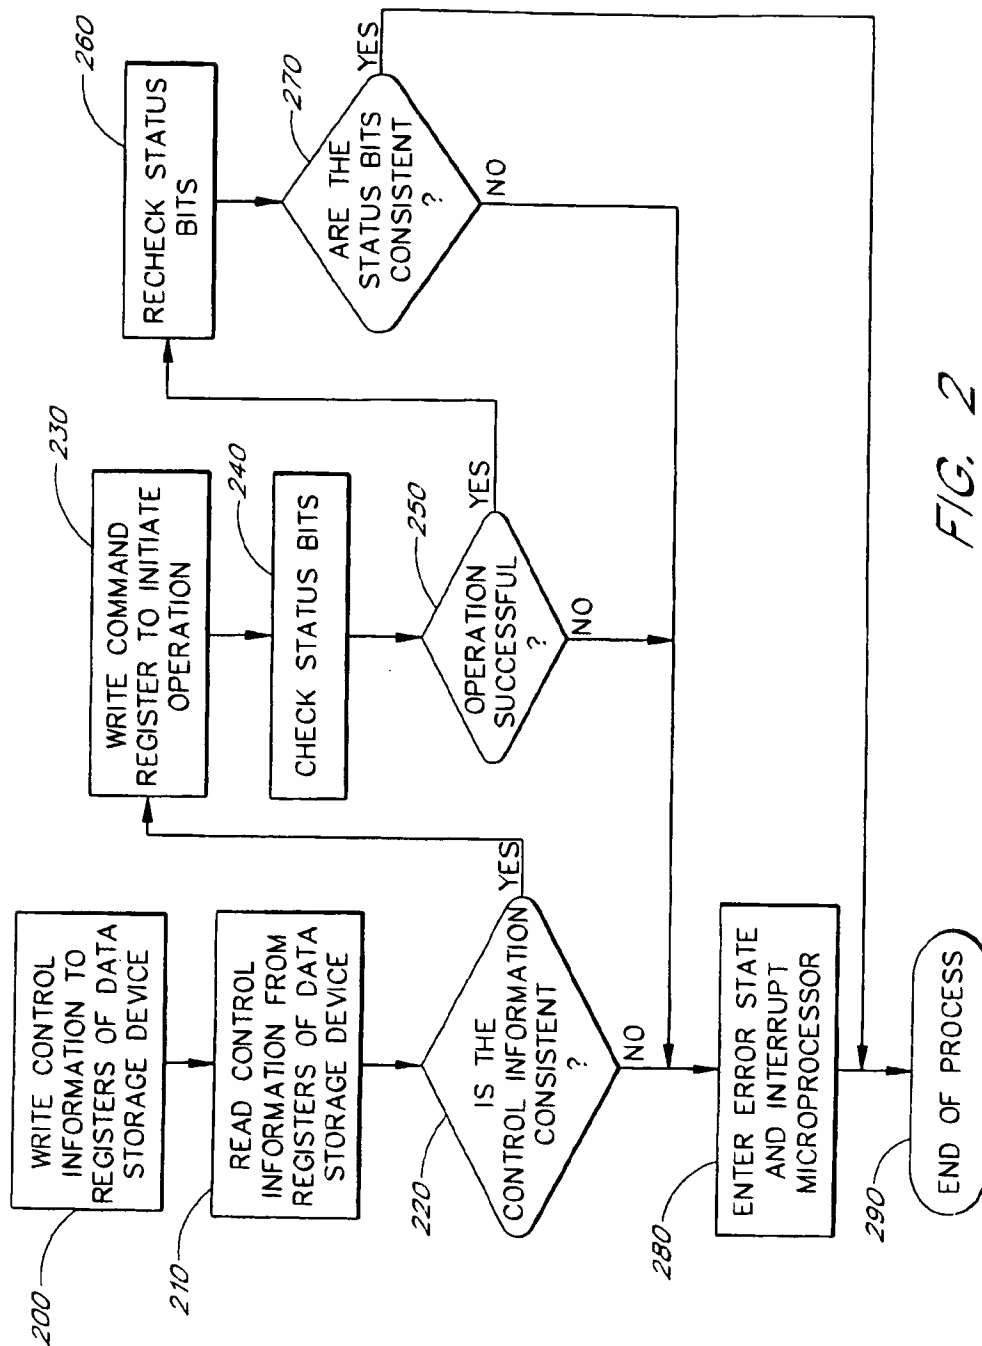 200
WRITE CONTROL
INFORMATION TO
REGISTERS OF DATA
STORAGE DEVICE
210
READ CONTROL
INFORMATION FROM
REGISTERS OF DATA
STORAGE DEVICE
220
IS THE
CONTROL INFORMATION
CONSISTENT
?
YES
NO
230
WRITE COMMAND
REGISTER TO INITIATE
OPERATION
240
CHECK STATUS BITS
250
OPERATION
SUCCESSFUL
?
YES
NO
260
RECHECK STATUS
BITS
270
ARE THE
STATUS BITS
CONSISTENT
?
YES
NO
280
ENTER ERROR STATE
AND INTERRUPT
MICROPROCESSOR
290
END OF PROCESS
FIG. 2